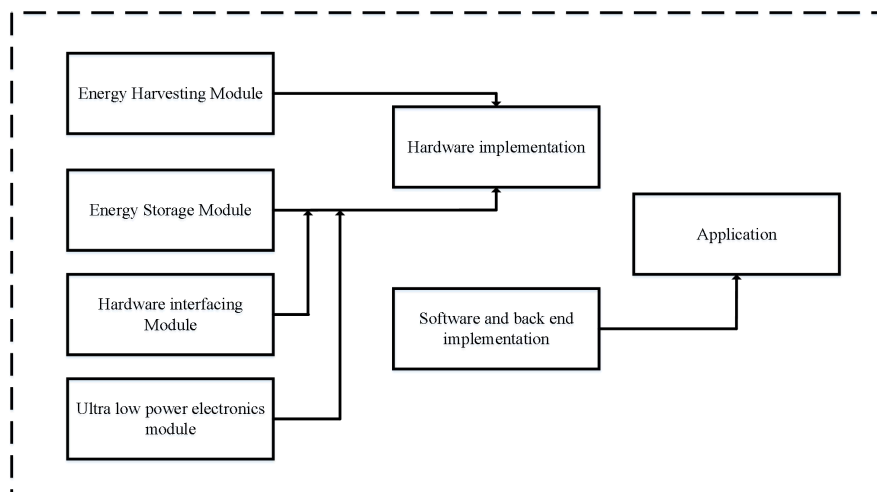 Energy Harvesting Module
Hardware implementation
Energy Storage Module
Application
Hardware interfacing
Module
Software and back end
implementation
Ultra low power electronics
module